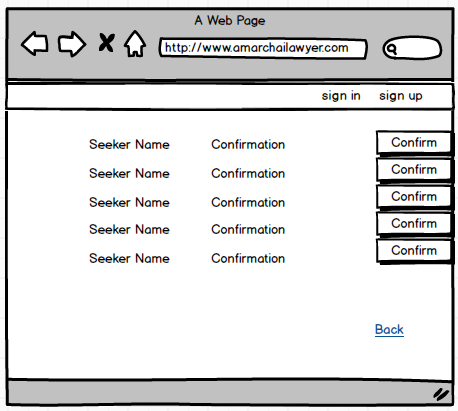 A Web Page
http://www.amarchailawyer.com
sign in sign up
Seeker Name Confirmation Confirm
Seeker Name Confirmation Confirm
Seeker Name Confirmation Confirm
Seeker Name Confirmation Confirm
Seeker Name Confirmation Confirm
Back